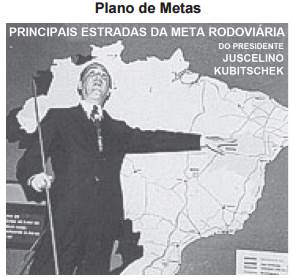 Plano de Metas
PRINCIPAIS ESTRADAS DA META RODOVIÁRIA
DO PRESIDENTE
JUSCELINO
KUBITSCHEK